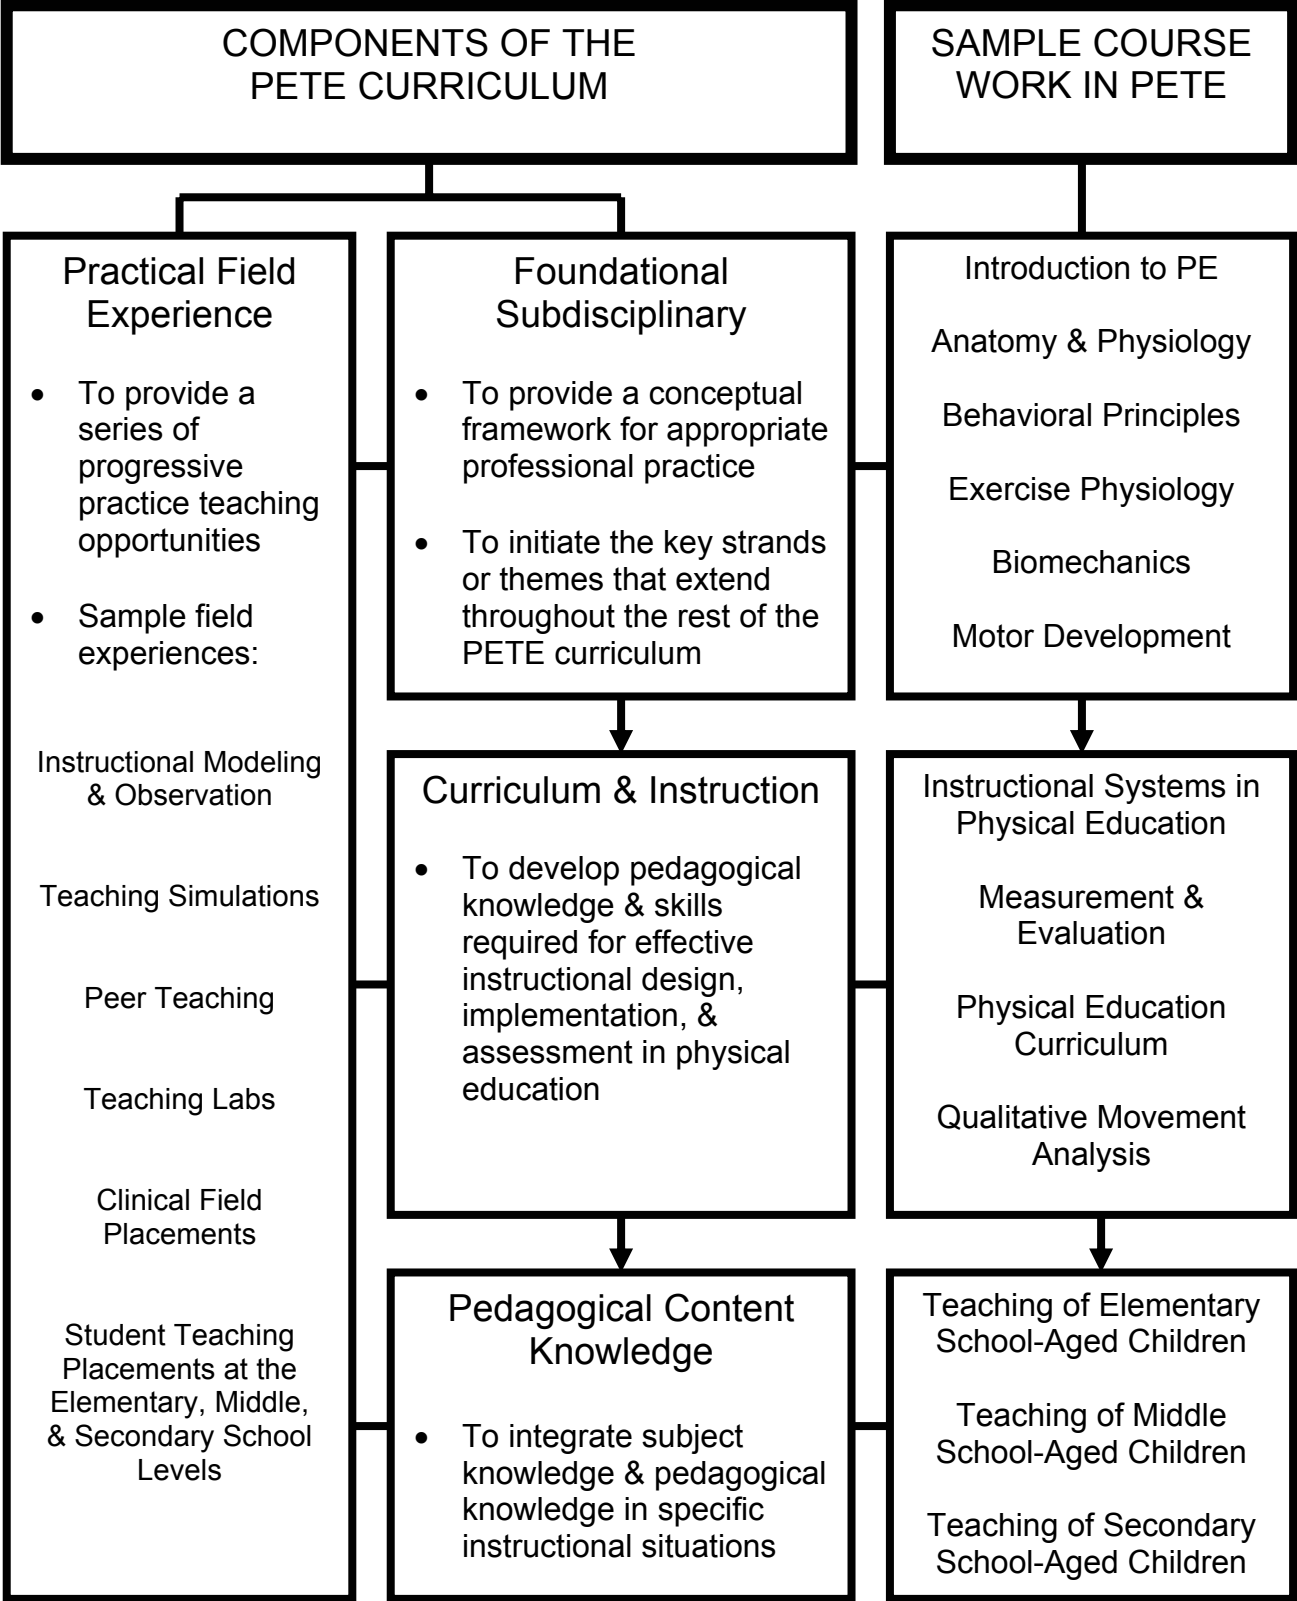 COMPONENTS OF THE
PETE CURRICULUM
SAMPLE COURSE
WORK IN PETE
Practical Field
Experience
• To provide a
series of
progressive
practice teaching
opportunities
• Sample field
experiences:
Instructional Modeling
& Observation
Teaching Simulations
Peer Teaching
Teaching Labs
Clinical Field
Placements
Student Teaching
Placements at the
Elementary, Middle,
& Secondary School
Levels
Foundational
Subdisciplinary
• To provide a conceptual
framework for appropriate
professional practice
• To initiate the key strands
or themes that extend
throughout the rest of the
PETE curriculum
Introduction to PE
Anatomy & Physiology
Behavioral Principles
Exercise Physiology
Biomechanics
Motor Development
Curriculum & Instruction
• To develop pedagogical
knowledge & skills
required for effective
instructional design,
implementation, &
assessment in physical
education
Instructional Systems in
Physical Education
Measurement &
Evaluation
Physical Education
Curriculum
Qualitative Movement
Analysis
Pedagogical Content
Knowledge
• To integrate subject
knowledge & pedagogical
knowledge in specific
instructional situations
Teaching of Elementary
School-Aged Children
Teaching of Middle
School-Aged Children
Teaching of Secondary
School-Aged Children